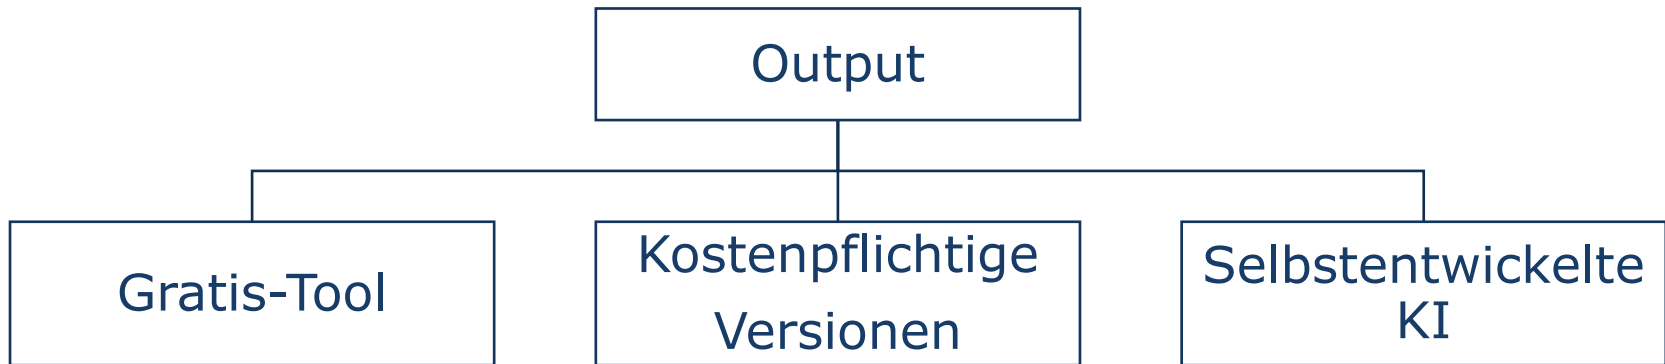 Output
Gratis-Tool
Kostenpflichtige
Versionen
Selbstentwickelte
KI